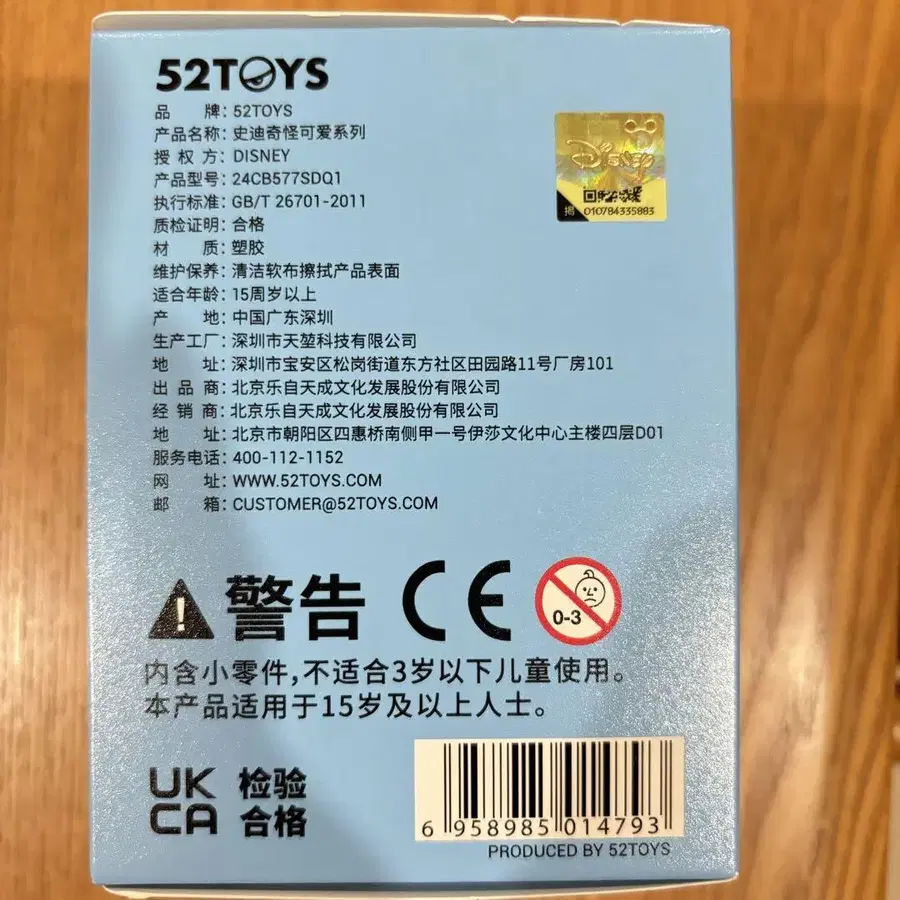 52TOYS
品 牌: 52TOYS
产品名称: 史迪奇怪可爱系列
授 权 方: DISNEY
产品型号: 24CB577SDQ1
执行标准: GB/T 26701-2011
质检证明: 合格
材 质: 塑胶
维护保养: 清洁软布擦拭产品表面
适合年龄: 15周岁以上
产 地: 中国广东深圳
生产工厂: 深圳市天堃科技有限公司
地 址: 深圳市宝安区松岗街道东方社区田园路11号厂房101
出 品 商: 北京乐自天成文化发展股份有限公司
经 销 商: 北京乐自天成文化发展股份有限公司
地 址: 北京市朝阳区四惠桥南侧甲一号伊莎文化中心主楼四层D01
服务电话: 400-112-1152
网 址: WWW.52TOYS.COM
邮 箱: CUSTOMER@52TOYS.COM
Disney
揭 010784335883
警告 CE 0-3
内含小零件,不适合3岁以下儿童使用。
本产品适用于15岁及以上人士。
UK
CA
检验
合格
6 958985 014793
PRODUCED BY 52TOYS